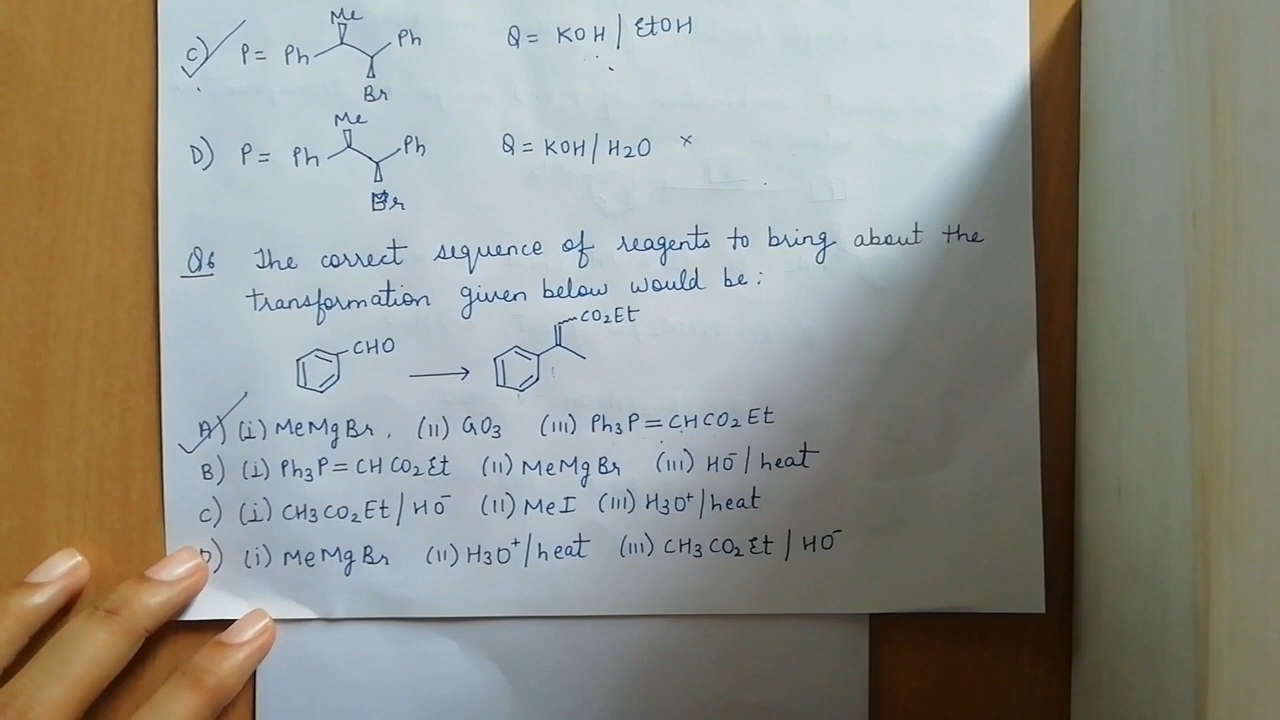 Me
C) P= Ph Ph Q= KOH / EtOH
Br
Me
D) P= Ph Ph Q = KOH / H2O ×
Br
Q6 The correct sequence of reagents to bring about the
transformation given below would be:
CO2Et
CHO
A) (i) MeMgBr. (ii) CrO3 (iii) Ph3P=CHCO2Et
B) (i) Ph3P=CHCO2Et (ii) MeMgBr (iii) HO⁻/heat
C) (i) CH3CO2Et/HO⁻ (ii) MeI (iii) H3O⁺/heat
D) (i) MeMgBr (ii) H3O⁺/heat (iii) CH3CO2Et / HO⁻